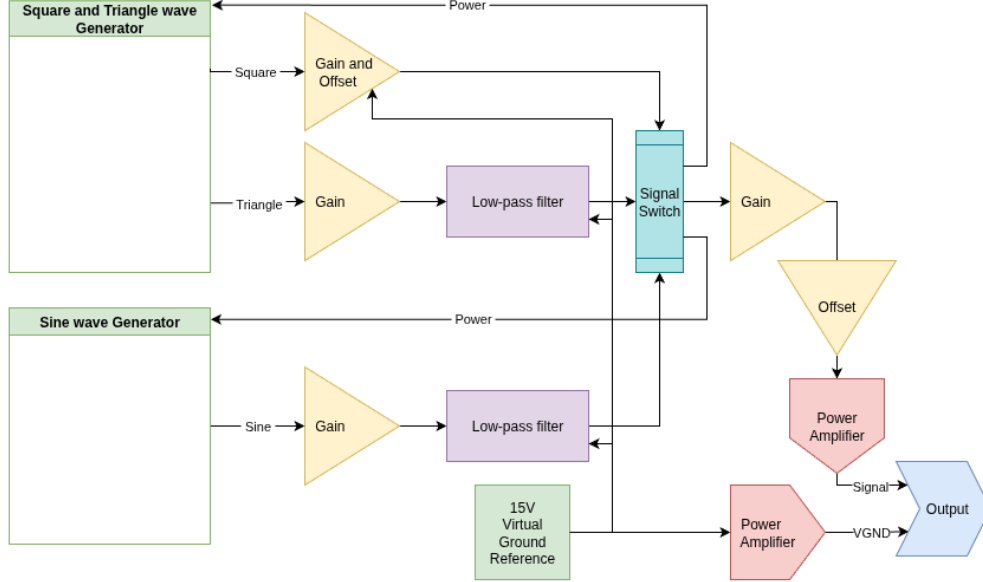 Power
Square and Triangle wave
Generator
Square
Gain and
Offset
Triangle
Gain
Low-pass filter
Signal
Switch
Gain
Offset
Sine wave Generator
Power
Sine
Gain
Low-pass filter
Power
Amplifier
Signal
15V
Virtual
Ground
Reference
Power
Amplifier
VGND
Output